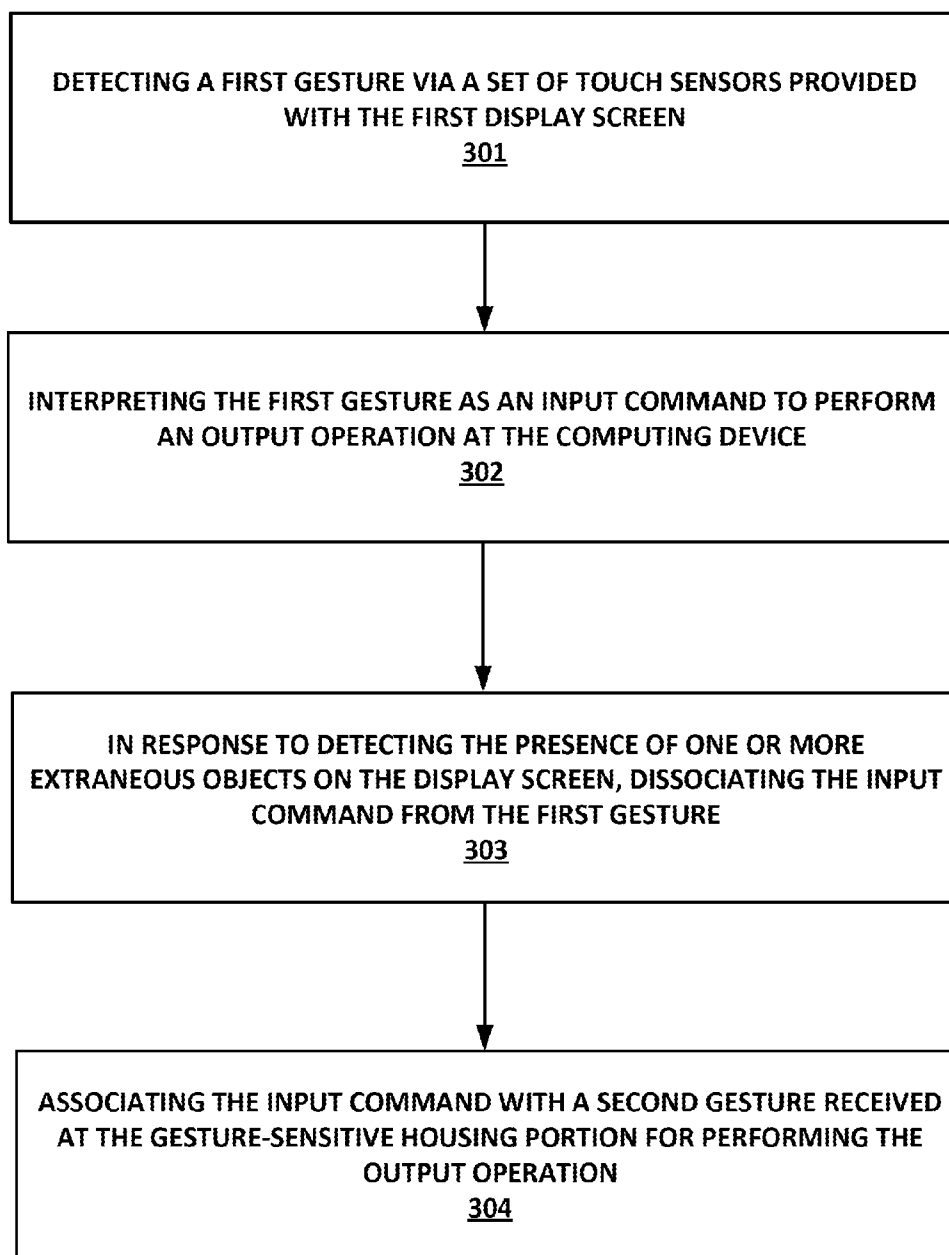 DETECTING A FIRST GESTURE VIA A SET OF TOUCH SENSORS PROVIDED
WITH THE FIRST DISPLAY SCREEN
301
INTERPRETING THE FIRST GESTURE AS AN INPUT COMMAND TO PERFORM
AN OUTPUT OPERATION AT THE COMPUTING DEVICE
302
IN RESPONSE TO DETECTING THE PRESENCE OF ONE OR MORE
EXTRANEOUS OBJECTS ON THE DISPLAY SCREEN, DISSOCIATING THE INPUT
COMMAND FROM THE FIRST GESTURE
303
ASSOCIATING THE INPUT COMMAND WITH A SECOND GESTURE RECEIVED
AT THE GESTURE-SENSITIVE HOUSING PORTION FOR PERFORMING THE
OUTPUT OPERATION
304